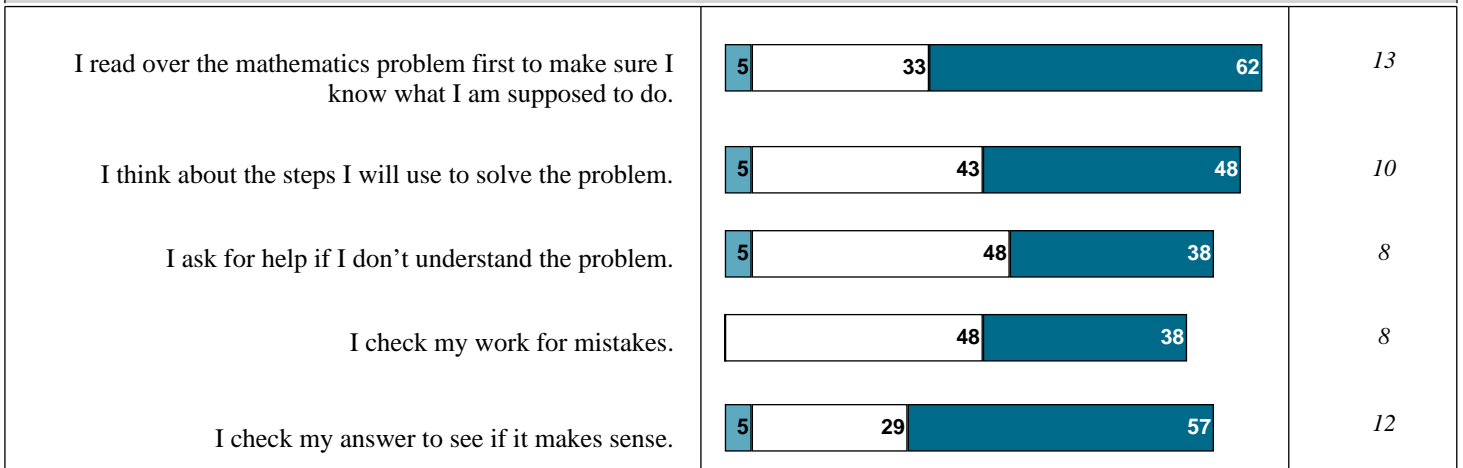 I read over the mathematics problem first to make sure I
know what I am supposed to do.
5 33 62 13
I think about the steps I will use to solve the problem.
5 43 48 10
I ask for help if I don’t understand the problem.
5 48 38 8
I check my work for mistakes.
48 38 8
I check my answer to see if it makes sense.
5 29 57 12